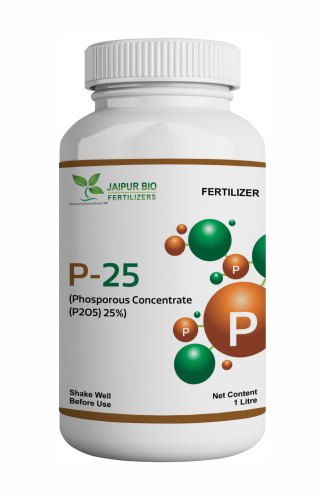 JAIPUR BIO
FERTILIZERS
FERTILIZER
P-25
(Phosporous Concentrate
(P2O5) 25%)
P
P
P
P
Shake Well
Before Use
Net Content
1 Litre